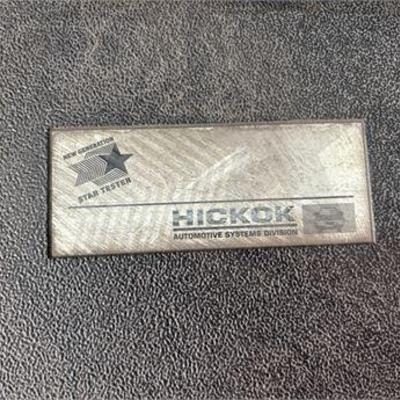 NEW GENERATION
STAR TESTER
HICKOK
AUTOMOTIVE SYSTEMS DIVISION